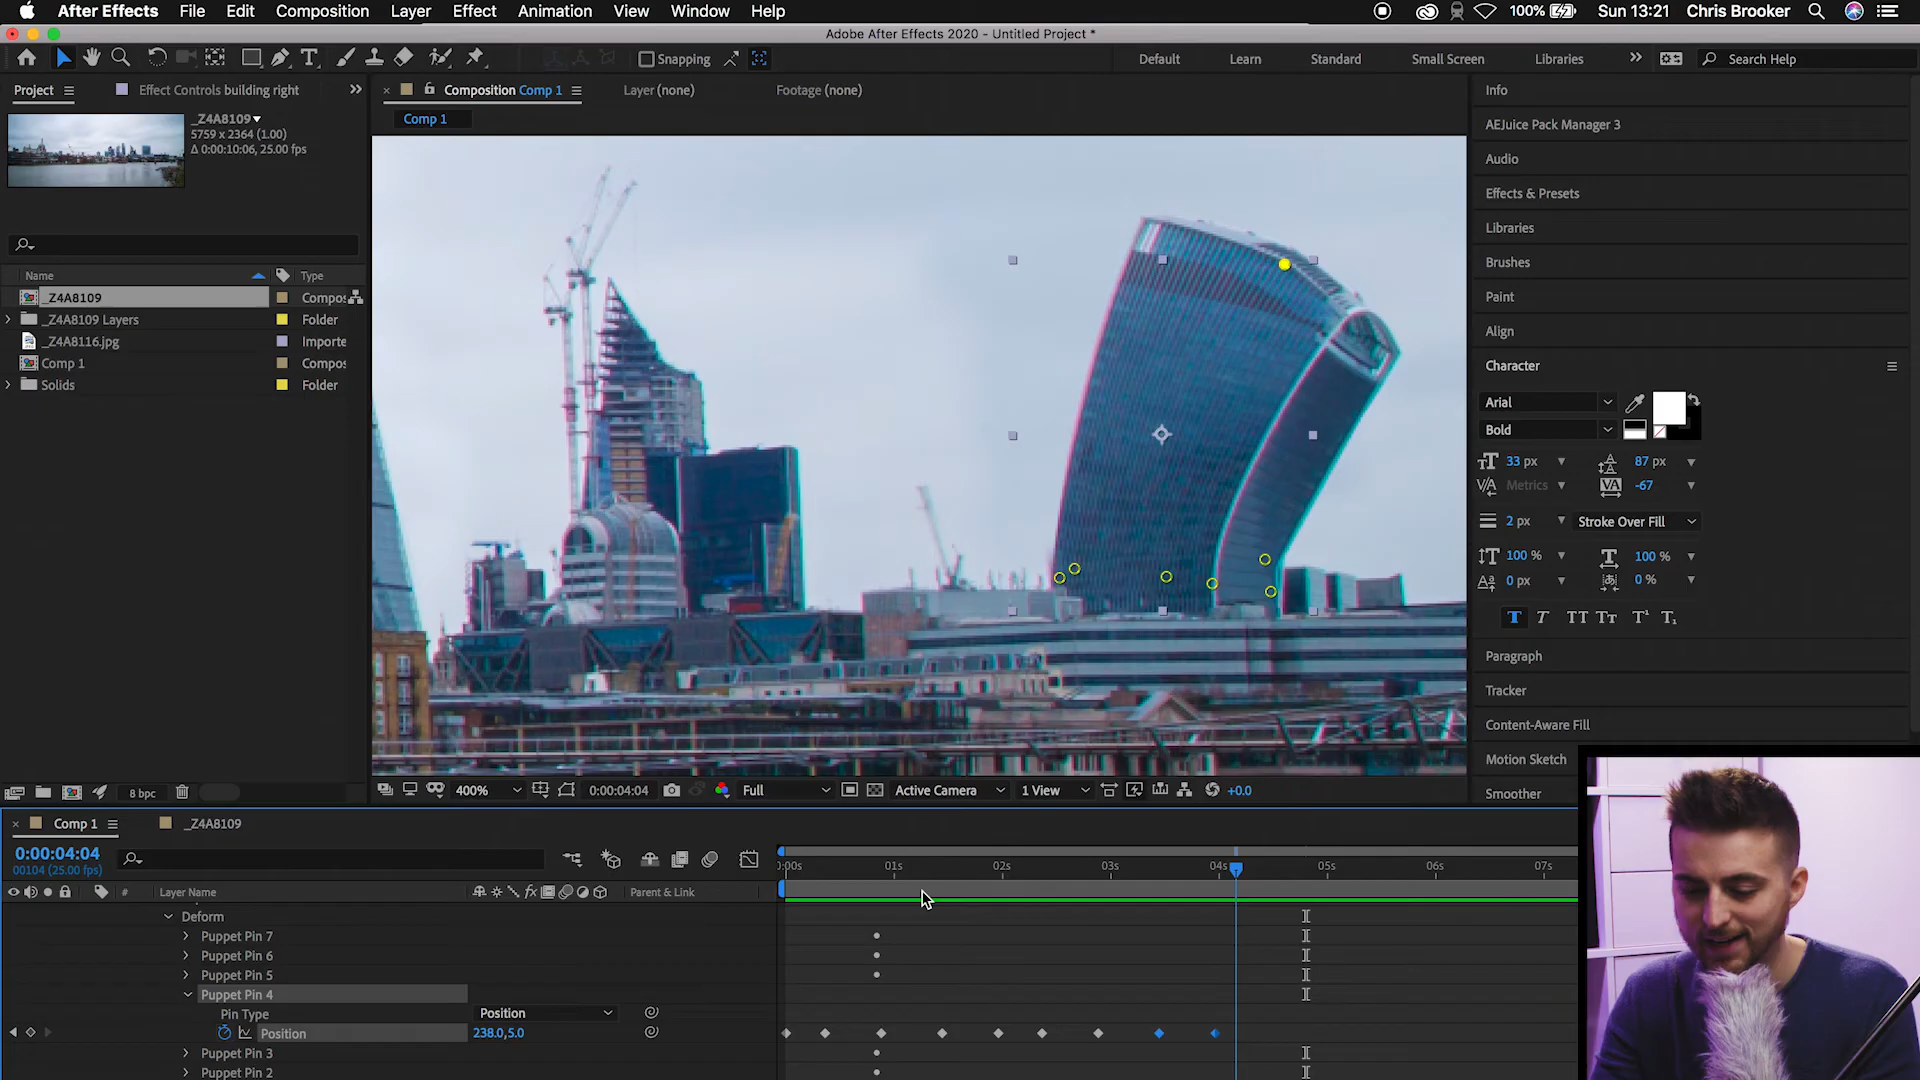 After Effects File Edit Composition Layer Effect Animation View Window Help 100% Sun 13:21 Chris Brooker
Adobe After Effects 2020 - Untitled Project *
Snapping Default Learn Standard Small Screen Libraries Search Help
Project Effect Controls building right
Composition Comp 1 Layer (none) Footage (none)
Comp 1
_Z4A8109
5759 x 2364 (1.00)
Δ 0:00:10:06, 25.00 fps
Name Type
_Z4A8109 Compos
_Z4A8109 Layers Folder
_Z4A8116.jpg Importe
Comp 1 Compos
Solids Folder
8 bpc
400% 0:00:04:04 Full Active Camera 1 View +0.0
Info
AEJuice Pack Manager 3
Audio
Effects & Presets
Libraries
Brushes
Paint
Align
Character
Arial
Bold
33 px 87 px
Metrics -67
2 px Stroke Over Fill
100 % 100 %
0 px 0 %
T T TT Tт T¹ T₁
Paragraph
Tracker
Content-Aware Fill
Motion Sketch
Smoother
Comp 1 _Z4A8109
0:00:04:04
00104 (25.00 fps)
:00s 01s 02s 03s 04s 05s 06s 07s
# Layer Name Parent & Link
Deform
Puppet Pin 7
Puppet Pin 6
Puppet Pin 5
Puppet Pin 4
Pin Type Position
Position 238.0,5.0
Puppet Pin 3
Puppet Pin 2